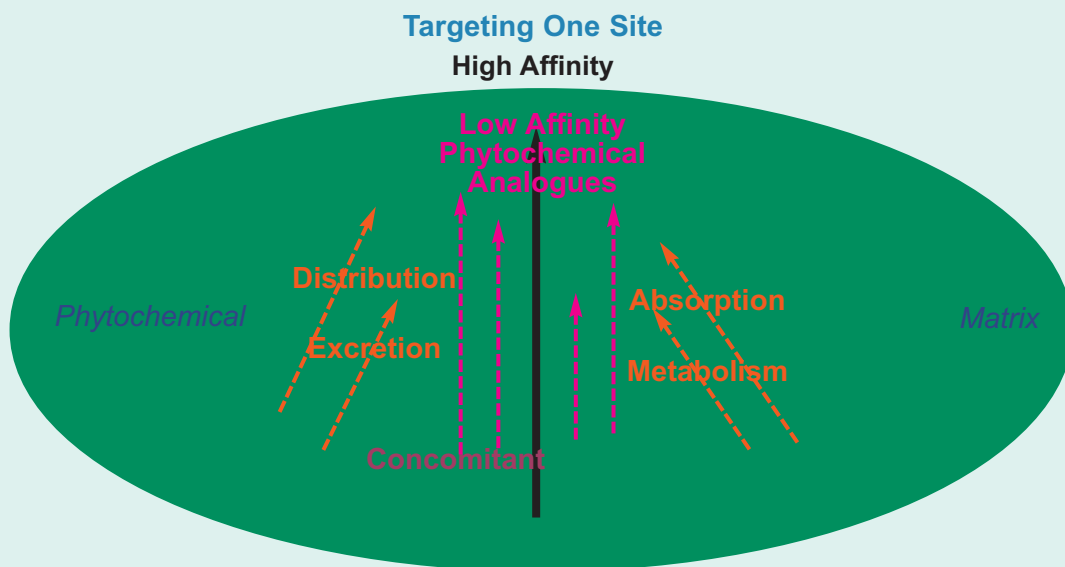 Targeting One Site
High Affinity
Low Affinity
Phytochemical
Analogues
Distribution
Absorption
Phytochemical
Matrix
Excretion
Metabolism
Concomitant